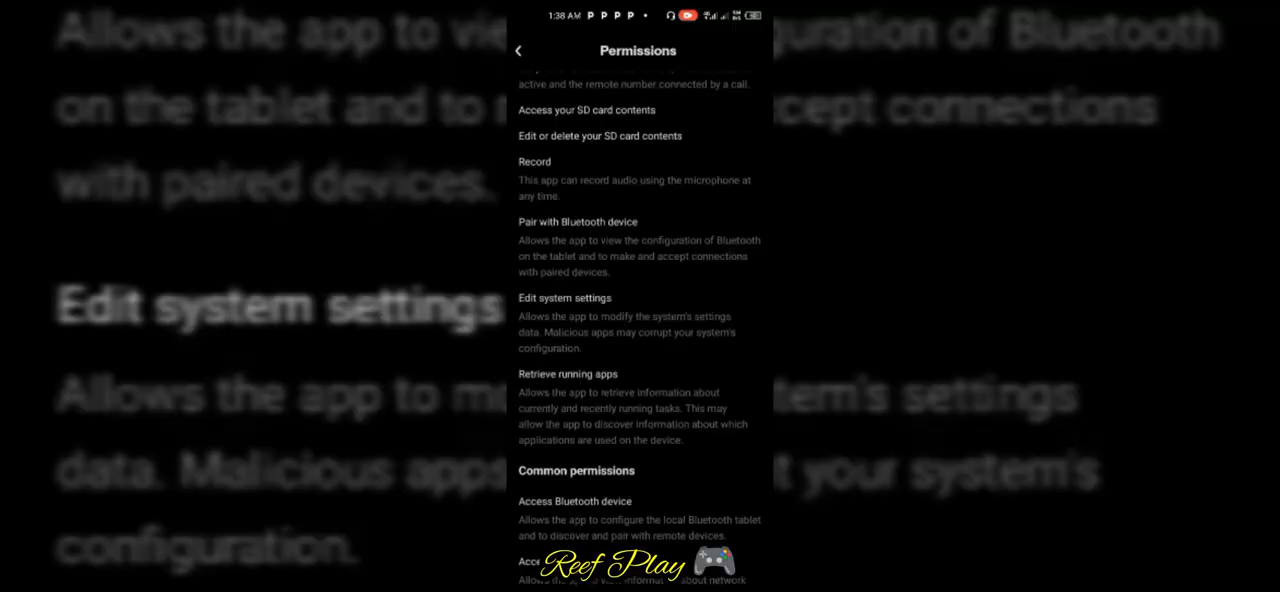 1:38 AM P P P P •
Permissions
active and the remote number connected by a call.
Access your SD card contents
Edit or delete your SD card contents
Record
This app can record audio using the microphone at
any time.
Pair with Bluetooth device
Allows the app to view the configuration of Bluetooth
on the tablet and to make and accept connections
with paired devices.
Edit system settings
Allows the app to modify the system's settings
data. Malicious apps may corrupt your system's
configuration.
Retrieve running apps
Allows the app to retrieve information about
currently and recently running tasks. This may
allow the app to discover information about which
applications are used on the device.
Common permissions
Access Bluetooth device
Allows the app to configure the local Bluetooth tablet
and to discover and pair with remote devices.
Reef Play
about network
Allows the app to vie
guration of Bluetooth
on the tablet and to
cept connections
with paired devices.
Edit system settings
Allows the app to mo
tem's settings
data. Malicious apps
t your system's
configuration.